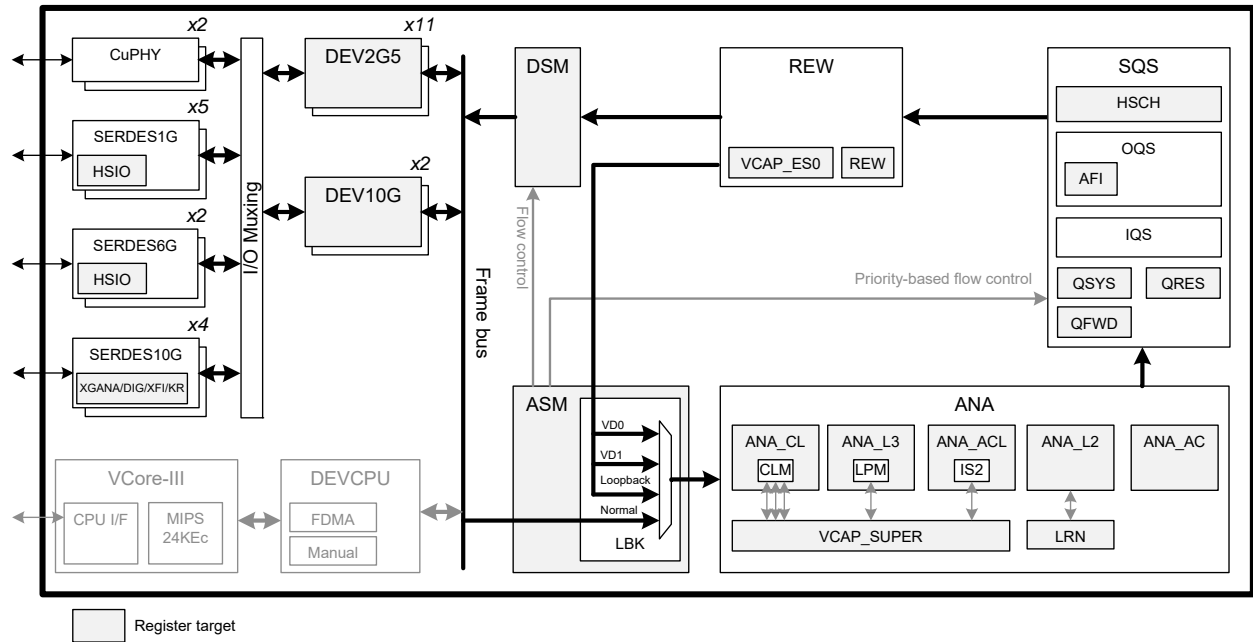 x2
CuPHY
x5
SERDES1G
HSIO
x2
SERDES6G
HSIO
x4
SERDES10G
XGANA/DIG/XFI/KR
I/O Muxing
x11
DEV2G5
x2
DEV10G
Frame bus
DSM
Flow control
REW
VCAP_ES0
REW
SQS
HSCH
OQS
AFI
IQS
QSYS
QRES
QFWD
Priority-based flow control
VCore-III
CPU I/F
MIPS
24KEc
DEVCPU
FDMA
Manual
ASM
VD0
VD1
Loopback
Normal
LBK
ANA
ANA_CL
CLM
ANA_L3
LPM
ANA_ACL
IS2
ANA_L2
ANA_AC
VCAP_SUPER
LRN
Register target